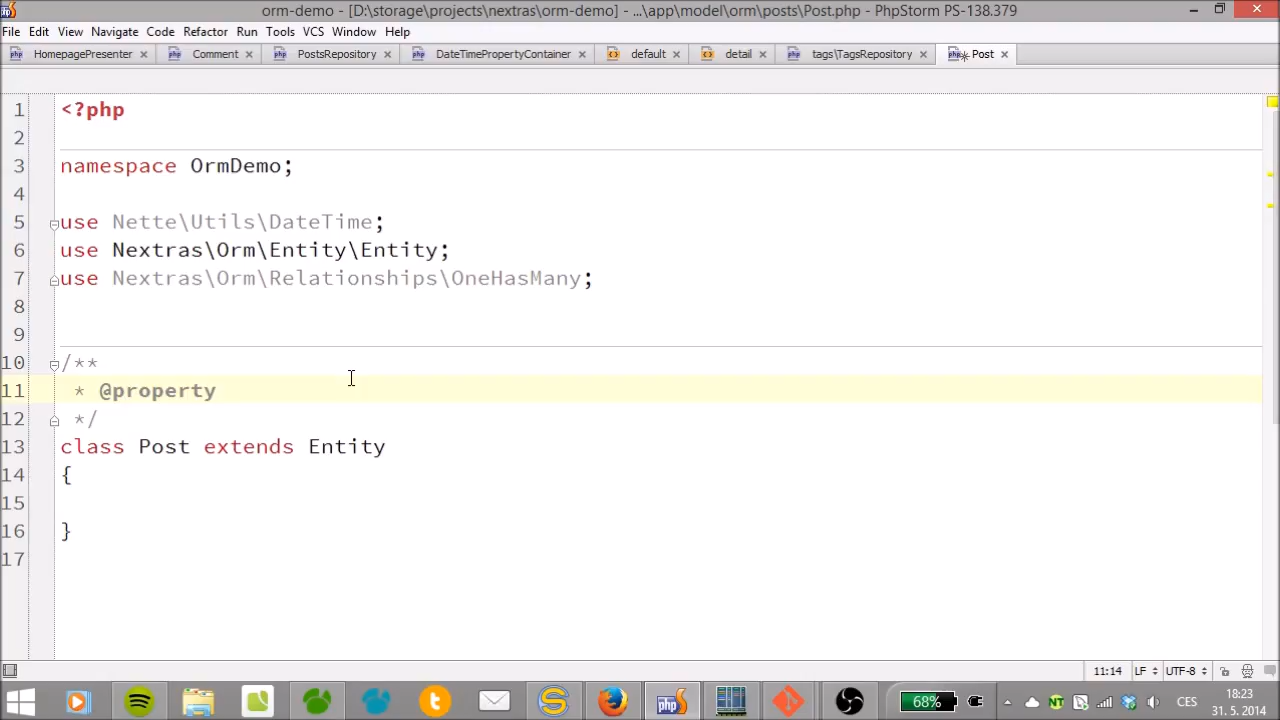 orm-demo - [D:\storage\projects\nextras\orm-demo] - ...\app\model\orm\posts\Post.php - PhpStorm PS-138.379
File Edit View Navigate Code Refactor Run Tools VCS Window Help
HomepagePresenter Comment PostsRepository DateTimePropertyContainer default detail tags\TagsRepository Post
1 <?php
2
3 namespace OrmDemo;
4
5 use Nette\Utils\DateTime;
6 use Nextras\Orm\Entity\Entity;
7 use Nextras\Orm\Relationships\OneHasMany;
8
9
10 /**
11 * @property
12 */
13 class Post extends Entity
14 {
15
16 }
17
11:14 LF UTF-8
68% CES 18:23
31. 5. 2014